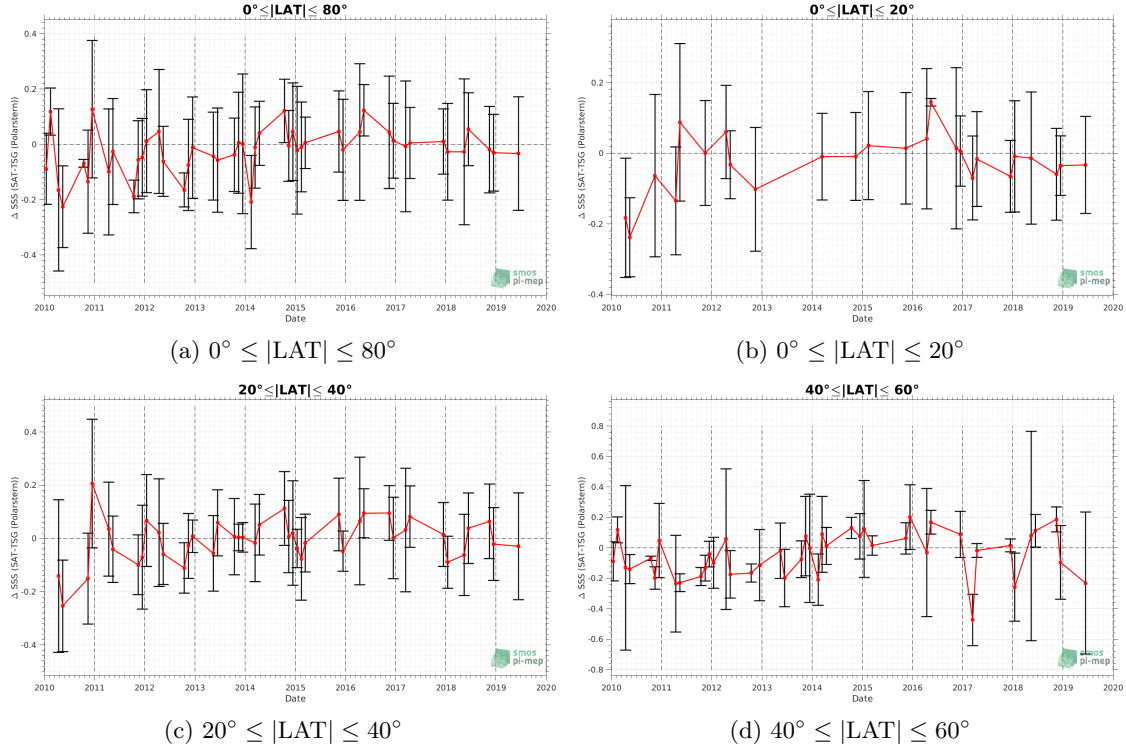 0°≤|LAT|≤ 80°
Δ SSS (SAT-TSG (Polarstern))
0.4
0.2
0
-0.2
-0.4
smos
pi-mep
2010 2011 2012 2013 2014 2015 2016 2017 2018 2019 2020
Date
(a) 0° ≤ |LAT| ≤ 80°
0°≤|LAT|≤ 20°
Δ SSS (SAT-TSG (Polarstern))
0.2
0
-0.2
-0.4
smos
pi-mep
2010 2011 2012 2013 2014 2015 2016 2017 2018 2019 2020
Date
(b) 0° ≤ |LAT| ≤ 20°
20°≤|LAT|≤ 40°
Δ SSS (SAT-TSG (Polarstern))
0.4
0.2
0
-0.2
-0.4
smos
pi-mep
2010 2011 2012 2013 2014 2015 2016 2017 2018 2019 2020
Date
(c) 20° ≤ |LAT| ≤ 40°
40°≤|LAT|≤ 60°
Δ SSS (SAT-TSG (Polarstern))
0.8
0.6
0.4
0.2
0
-0.2
-0.4
-0.6
-0.8
smos
pi-mep
2010 2011 2012 2013 2014 2015 2016 2017 2018 2019 2020
Date
(d) 40° ≤ |LAT| ≤ 60°